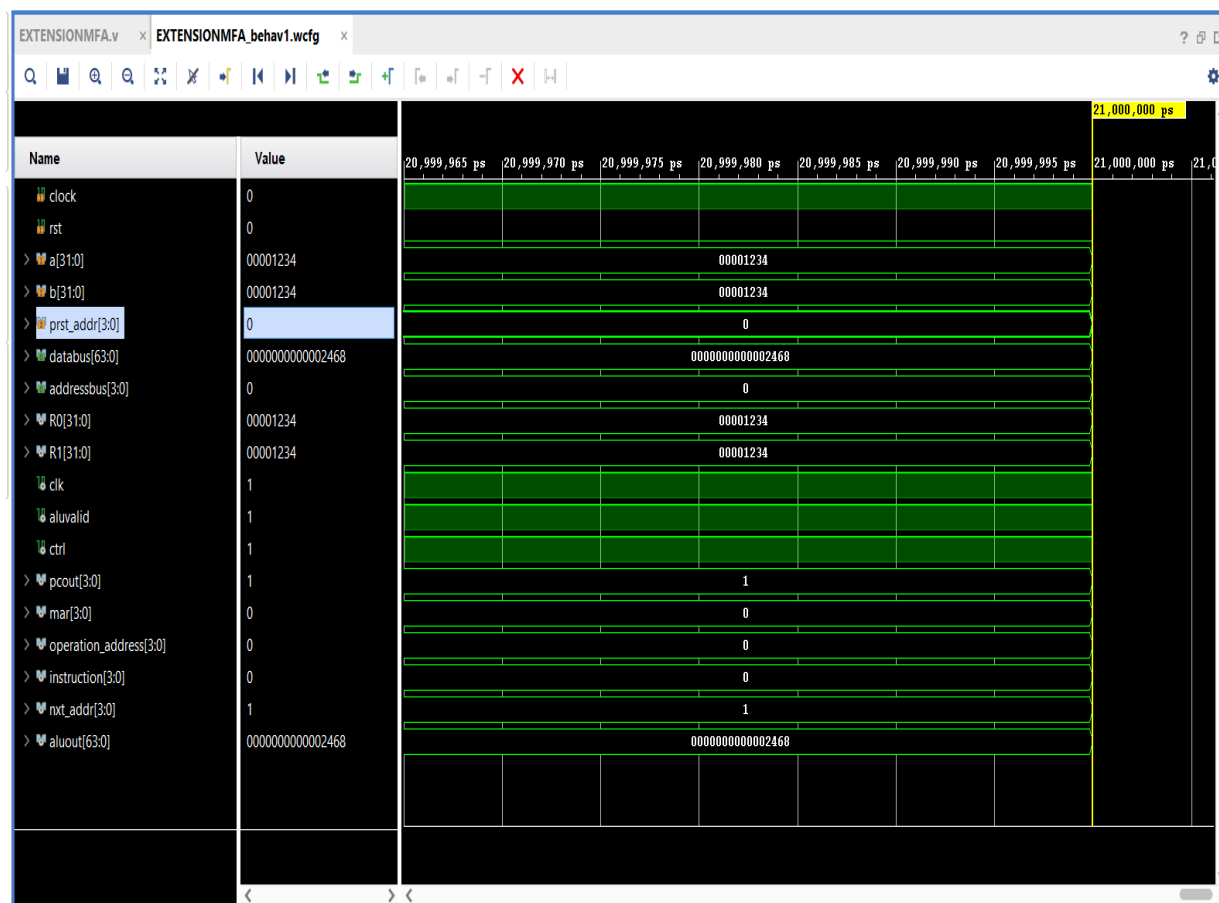 EXTENSIONMFA.v × EXTENSIONMFA_behav1.wcfg × ?
21,000,000 ps
Name Value 20,999,965 ps 20,999,970 ps 20,999,975 ps 20,999,980 ps 20,999,985 ps 20,999,990 ps 20,999,995 ps 21,000,000 ps 21,0
clock 0
rst 0
a[31:0] 00001234 00001234
b[31:0] 00001234 00001234
prst_addr[3:0] 0 0
databus[63:0] 0000000000002468 0000000000002468
addressbus[3:0] 0 0
R0[31:0] 00001234 00001234
R1[31:0] 00001234 00001234
clk 1
aluvalid 1
ctrl 1
pcout[3:0] 1 1
mar[3:0] 0 0
operation_address[3:0] 0 0
instruction[3:0] 0 0
nxt_addr[3:0] 1 1
aluout[63:0] 0000000000002468 0000000000002468